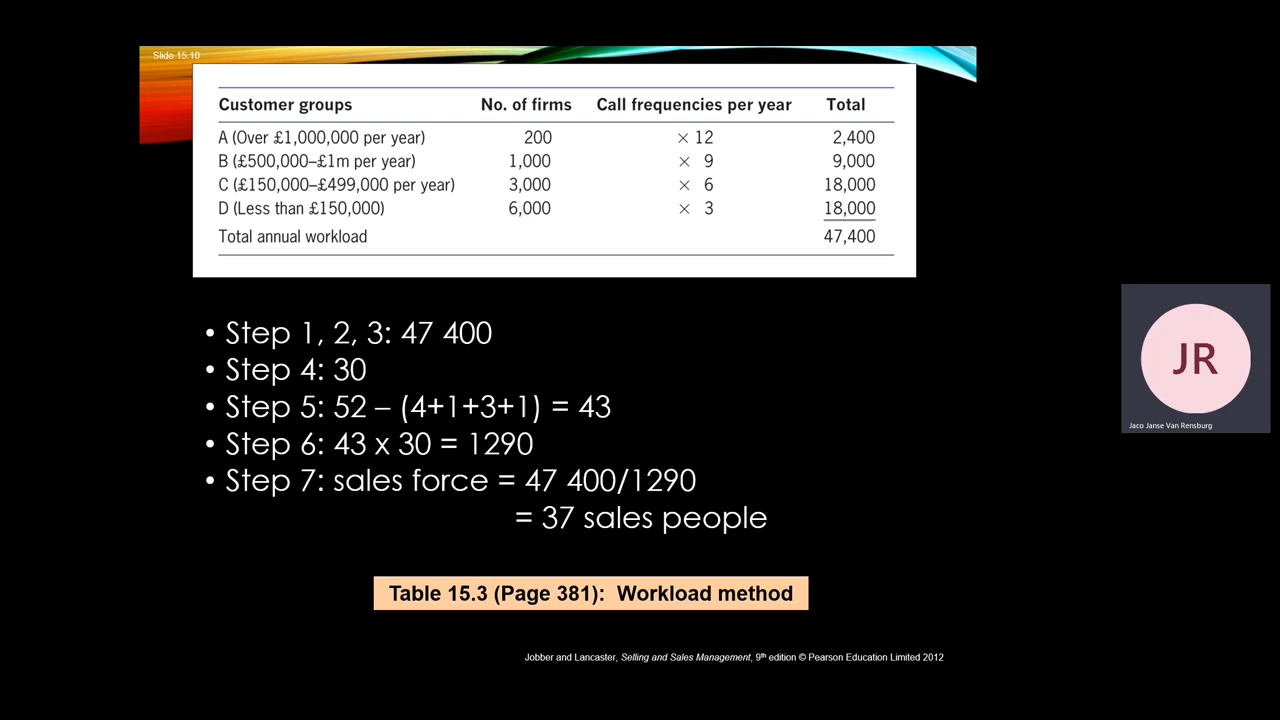 Slide 15.10
Customer groups No. of firms Call frequencies per year Total
A (Over £1,000,000 per year) 200 × 12 2,400
B (£500,000–£1m per year) 1,000 × 9 9,000
C (£150,000–£499,000 per year) 3,000 × 6 18,000
D (Less than £150,000) 6,000 × 3 18,000
Total annual workload 47,400
• Step 1, 2, 3: 47 400
• Step 4: 30
• Step 5: 52 – (4+1+3+1) = 43
• Step 6: 43 x 30 = 1290
• Step 7: sales force = 47 400/1290
= 37 sales people
Table 15.3 (Page 381): Workload method
Jobber and Lancaster, Selling and Sales Management, 9th edition © Pearson Education Limited 2012
JR
Jaco Janse Van Rensburg